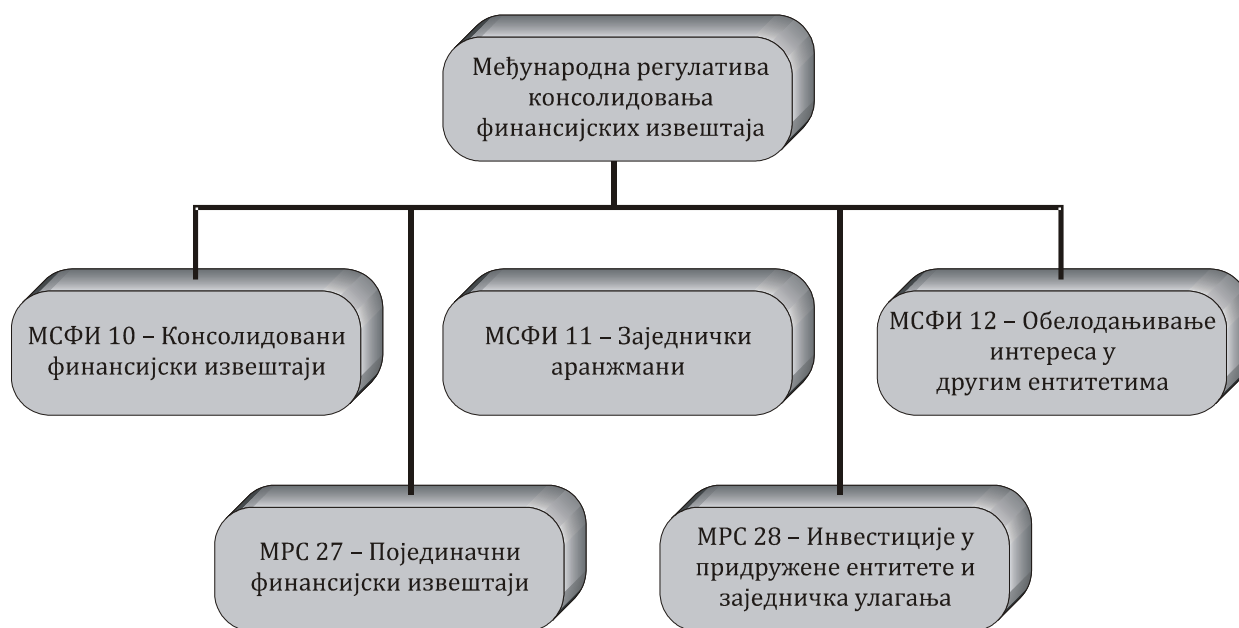 Међународна регулатива
консолидовања
финансијских извештаја
МСФИ 10 – Консолидовани
финансијски извештаји
МСФИ 11 – Заједнички
аранжмани
МСФИ 12 – Обелодањивање
интереса у
другим ентитетима
МРС 27 – Појединачни
финансијски извештаји
МРС 28 – Инвестиције у
придружене ентитете и
заједничка улагања